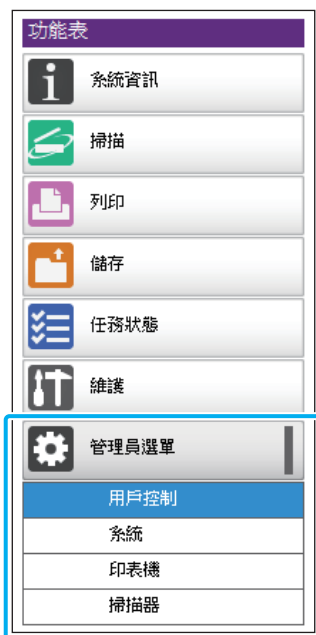 功能表
系統資訊
掃描
列印
儲存
任務狀態
維護
管理員選單
用戶控制
系統
印表機
掃描器